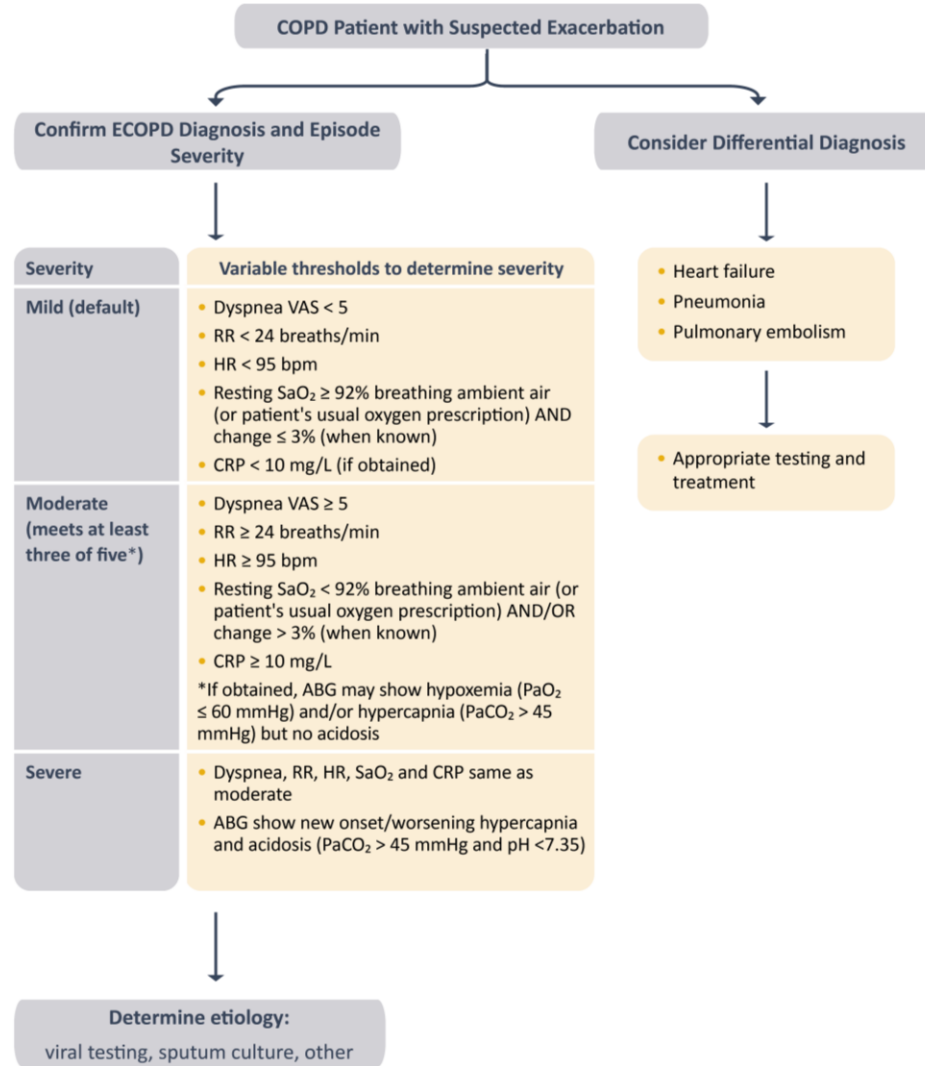 COPD Patient with Suspected Exacerbation
Confirm ECOPD Diagnosis and Episode
Severity
Consider Differential Diagnosis
Severity
Variable thresholds to determine severity
Mild (default)
• Dyspnea VAS < 5
• RR < 24 breaths/min
• HR < 95 bpm
• Resting SaO₂ ≥ 92% breathing ambient air
(or patient's usual oxygen prescription) AND
change ≤ 3% (when known)
• CRP < 10 mg/L (if obtained)
Moderate
(meets at least
three of five*)
• Dyspnea VAS ≥ 5
• RR ≥ 24 breaths/min
• HR ≥ 95 bpm
• Resting SaO₂ < 92% breathing ambient air (or
patient's usual oxygen prescription) AND/OR
change > 3% (when known)
• CRP ≥ 10 mg/L
*If obtained, ABG may show hypoxemia (PaO₂
≤ 60 mmHg) and/or hypercapnia (PaCO₂ > 45
mmHg) but no acidosis
Severe
• Dyspnea, RR, HR, SaO₂ and CRP same as
moderate
• ABG show new onset/worsening hypercapnia
and acidosis (PaCO₂ > 45 mmHg and pH <7.35)
• Heart failure
• Pneumonia
• Pulmonary embolism
• Appropriate testing and
treatment
Determine etiology:
viral testing, sputum culture, other